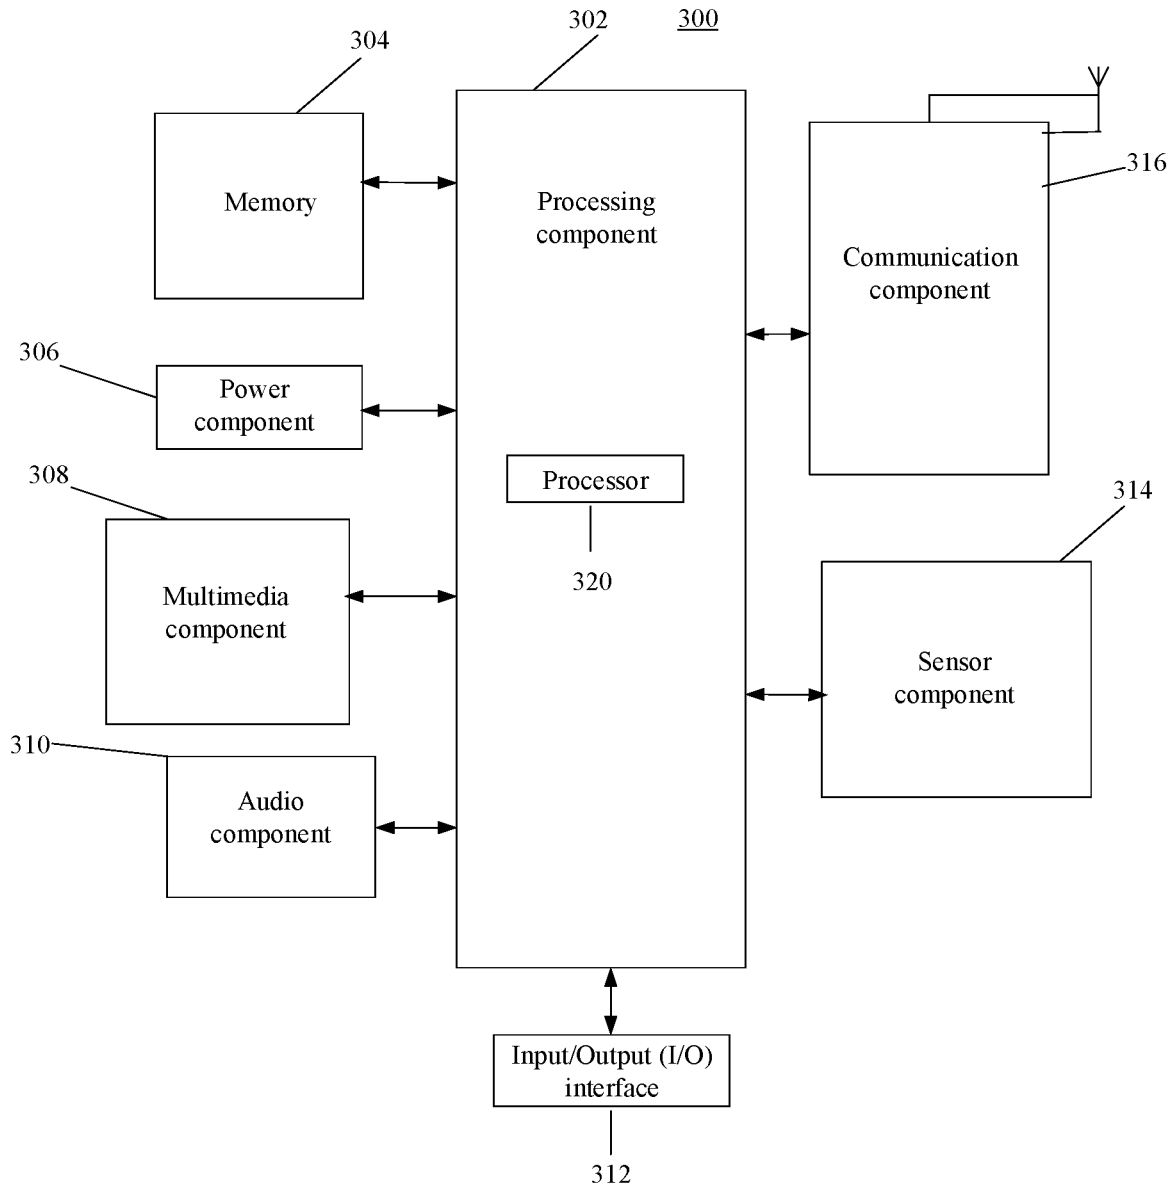 302
300
304
316
Memory
Processing
component
Communication
component
306
Power
component
308
Processor
314
320
Multimedia
component
Sensor
component
310
Audio
component
Input/Output (I/O)
interface
312